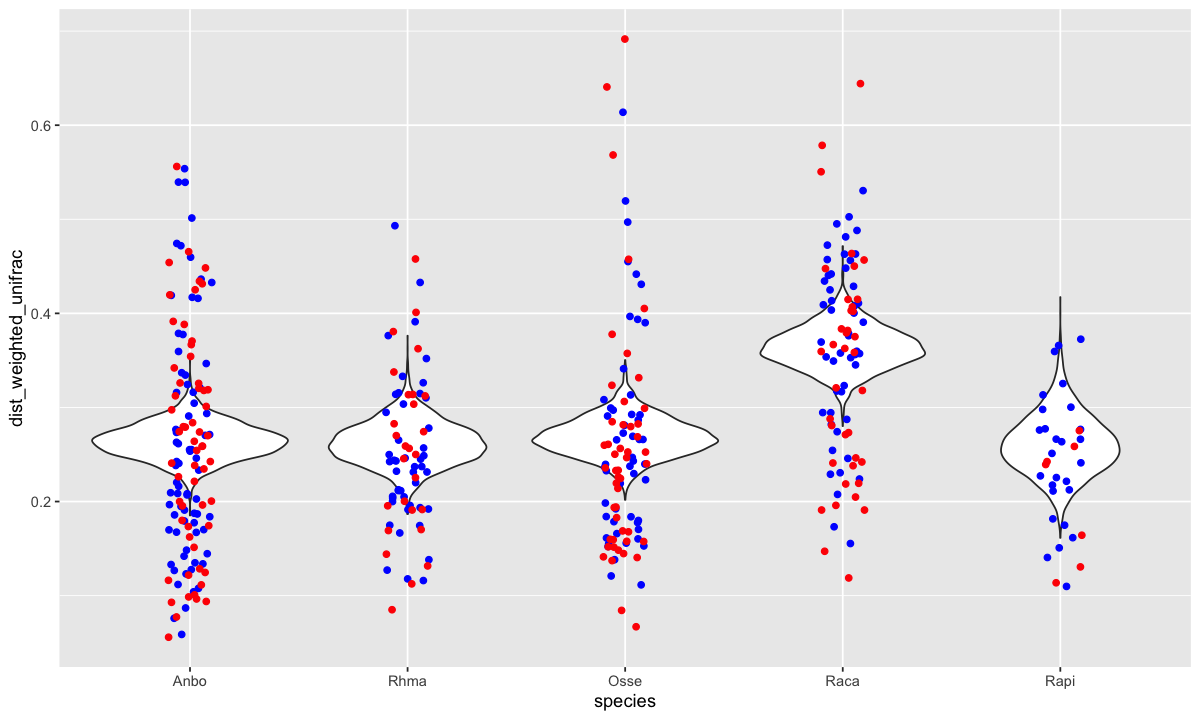 dist_weighted_unifrac
0.6
0.4
0.2
Anbo Rhma Osse Raca Rapi
species